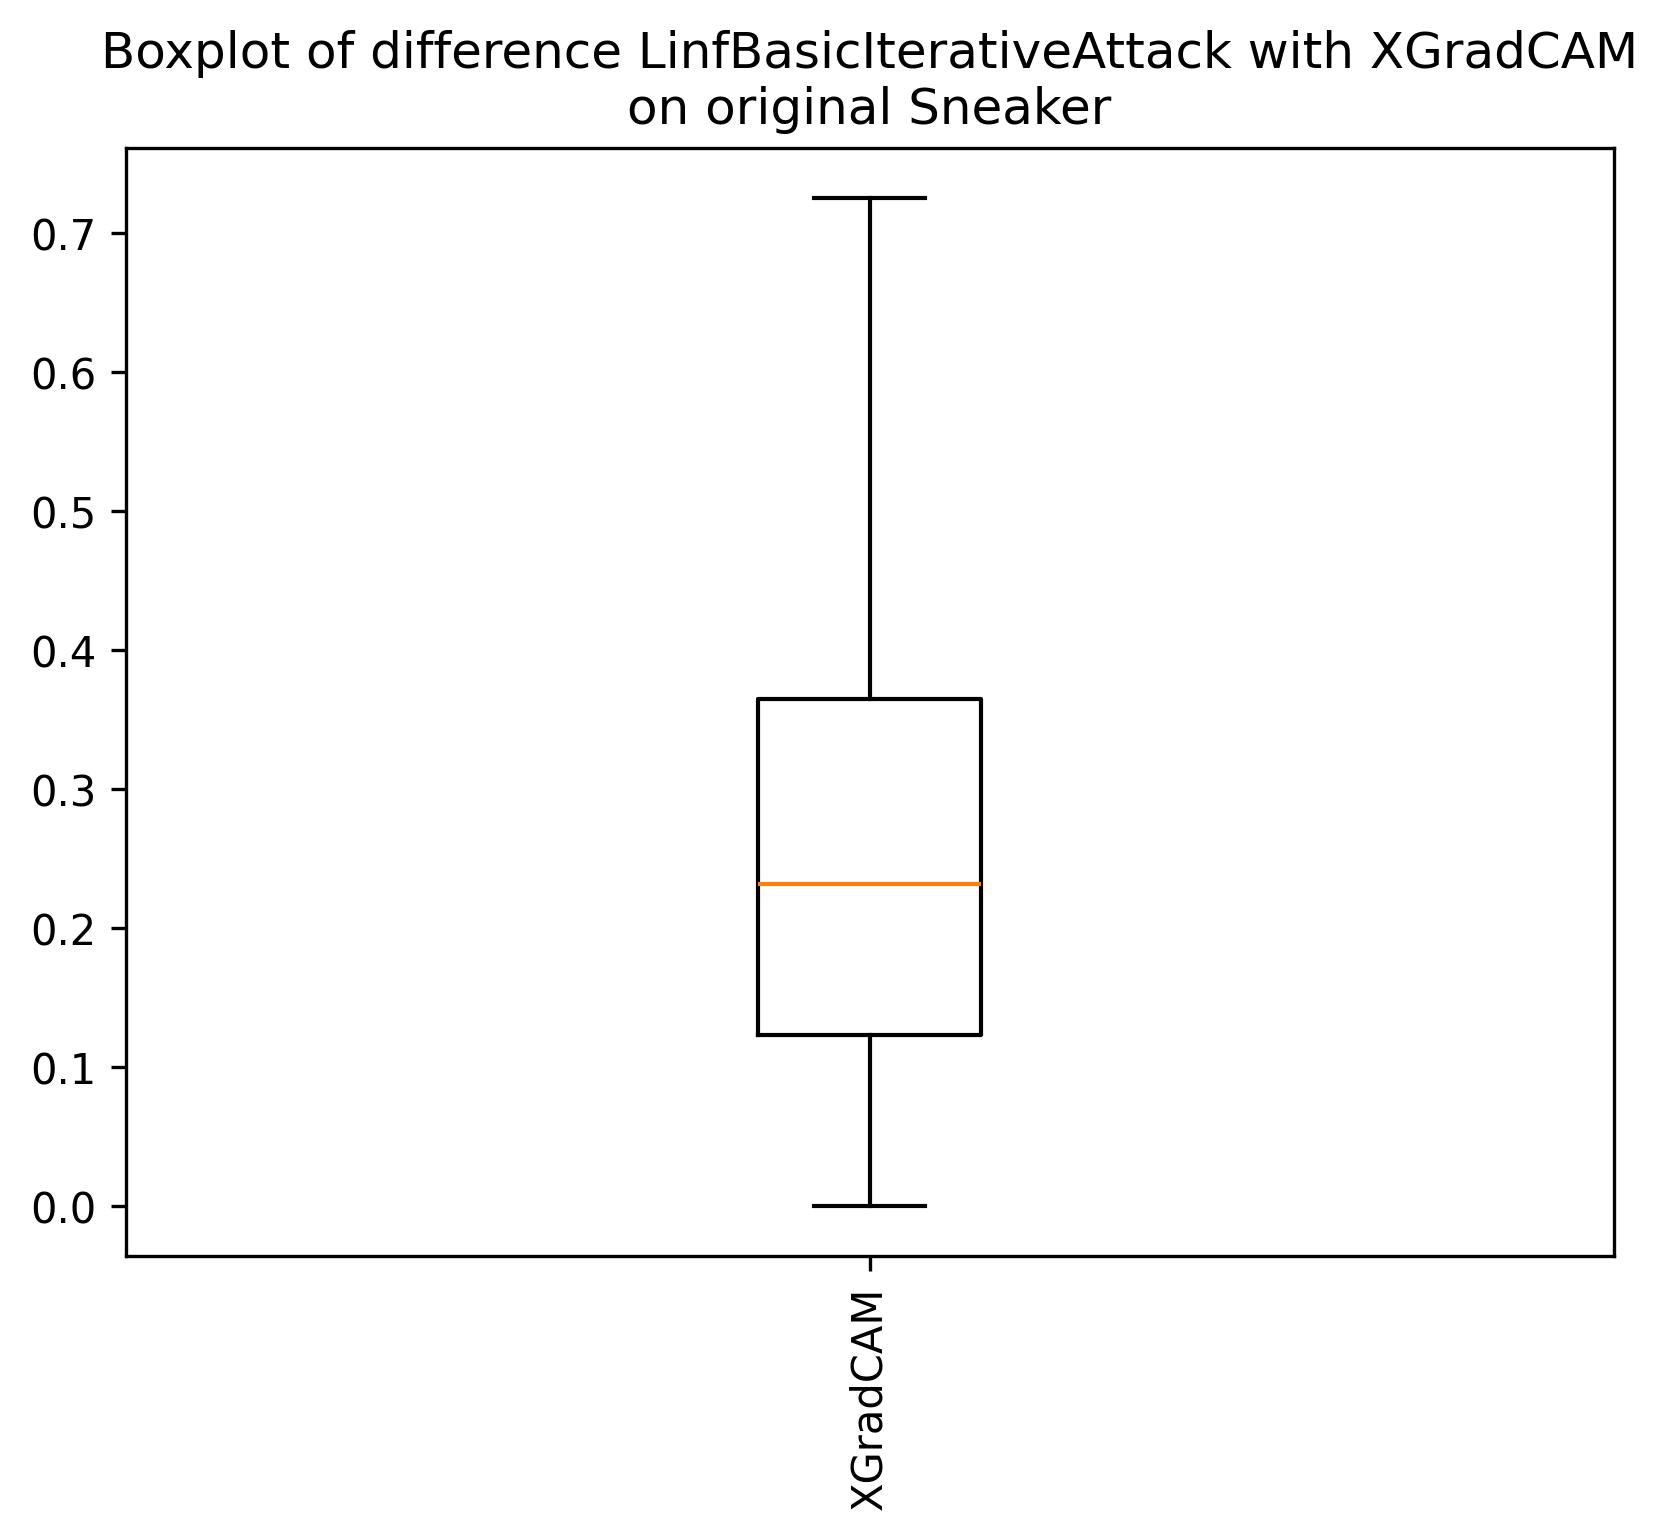 Boxplot of difference LinfBasicIterativeAttack with XGradCAM
on original Sneaker
0.7
0.6
0.5
0.4
0.3
0.2
0.1
0.0
XGradCAM